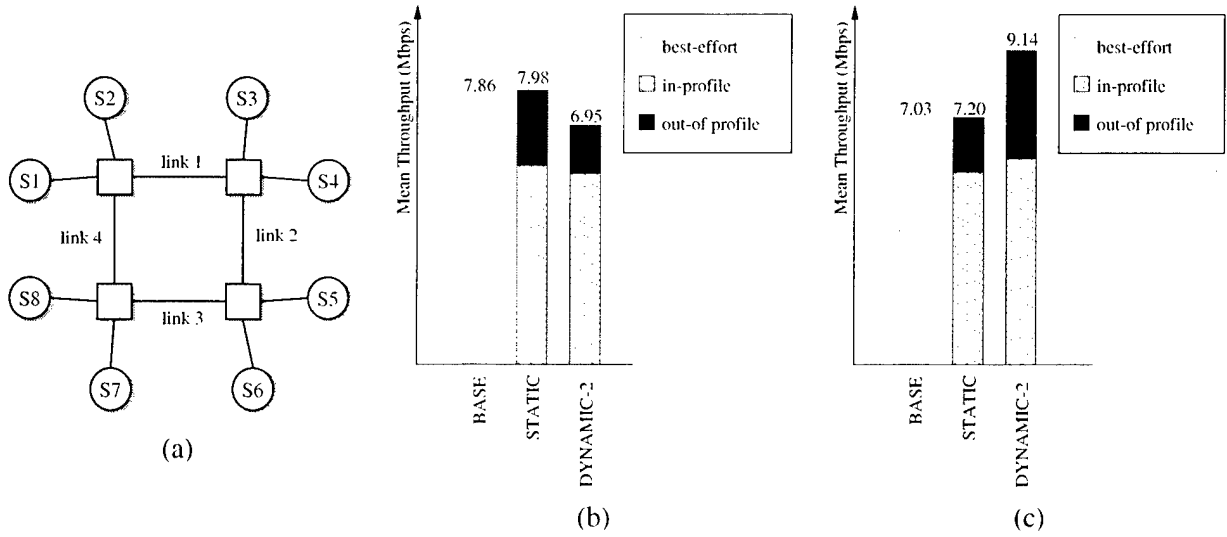 S2
S3
S1
link 1
S4
link 4
link 2
S8
link 3
S5
S7
S6
(a)
Mean Throughput (Mbps)
7.86
7.98
6.95
best-effort
in-profile
out-of profile
BASE
STATIC
DYNAMIC-2
(b)
Mean Throughput (Mbps)
7.03
7.20
9.14
best-effort
in-profile
out-of profile
BASE
STATIC
DYNAMIC-2
(c)